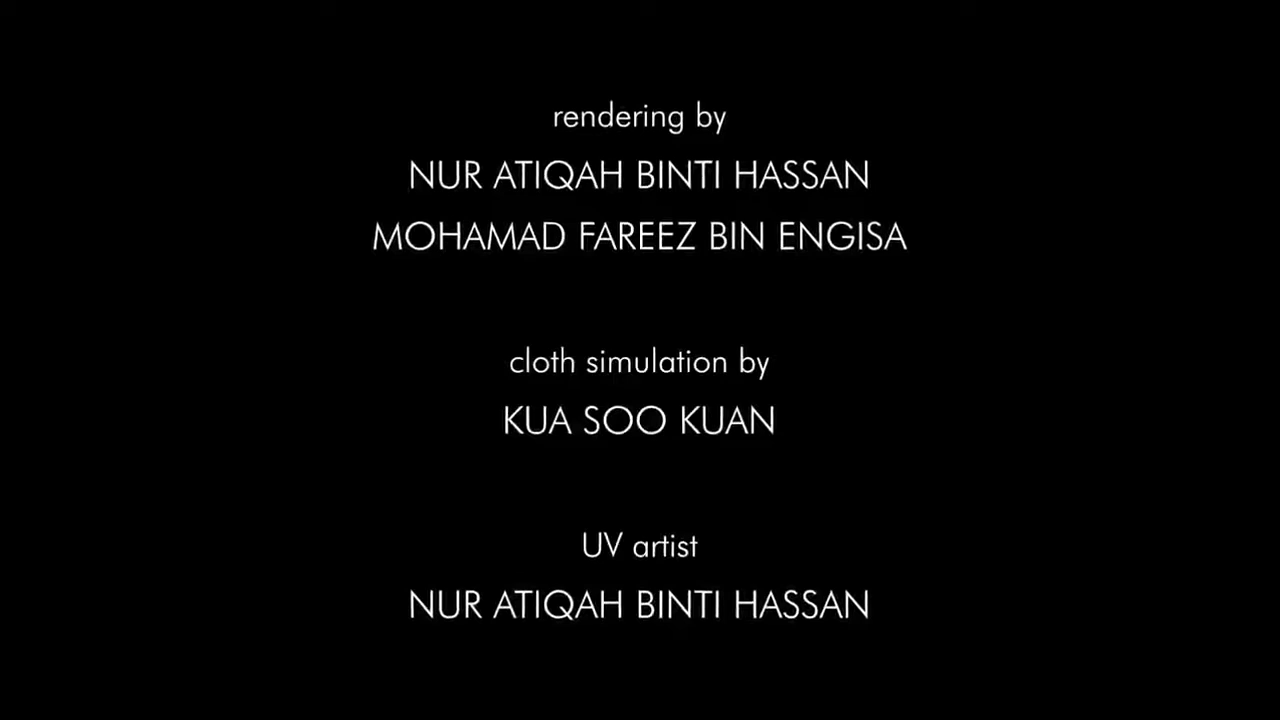 rendering by
NUR ATIQAH BINTI HASSAN
MOHAMAD FAREEZ BIN ENGISA
cloth simulation by
KUA SOO KUAN
UV artist
NUR ATIQAH BINTI HASSAN